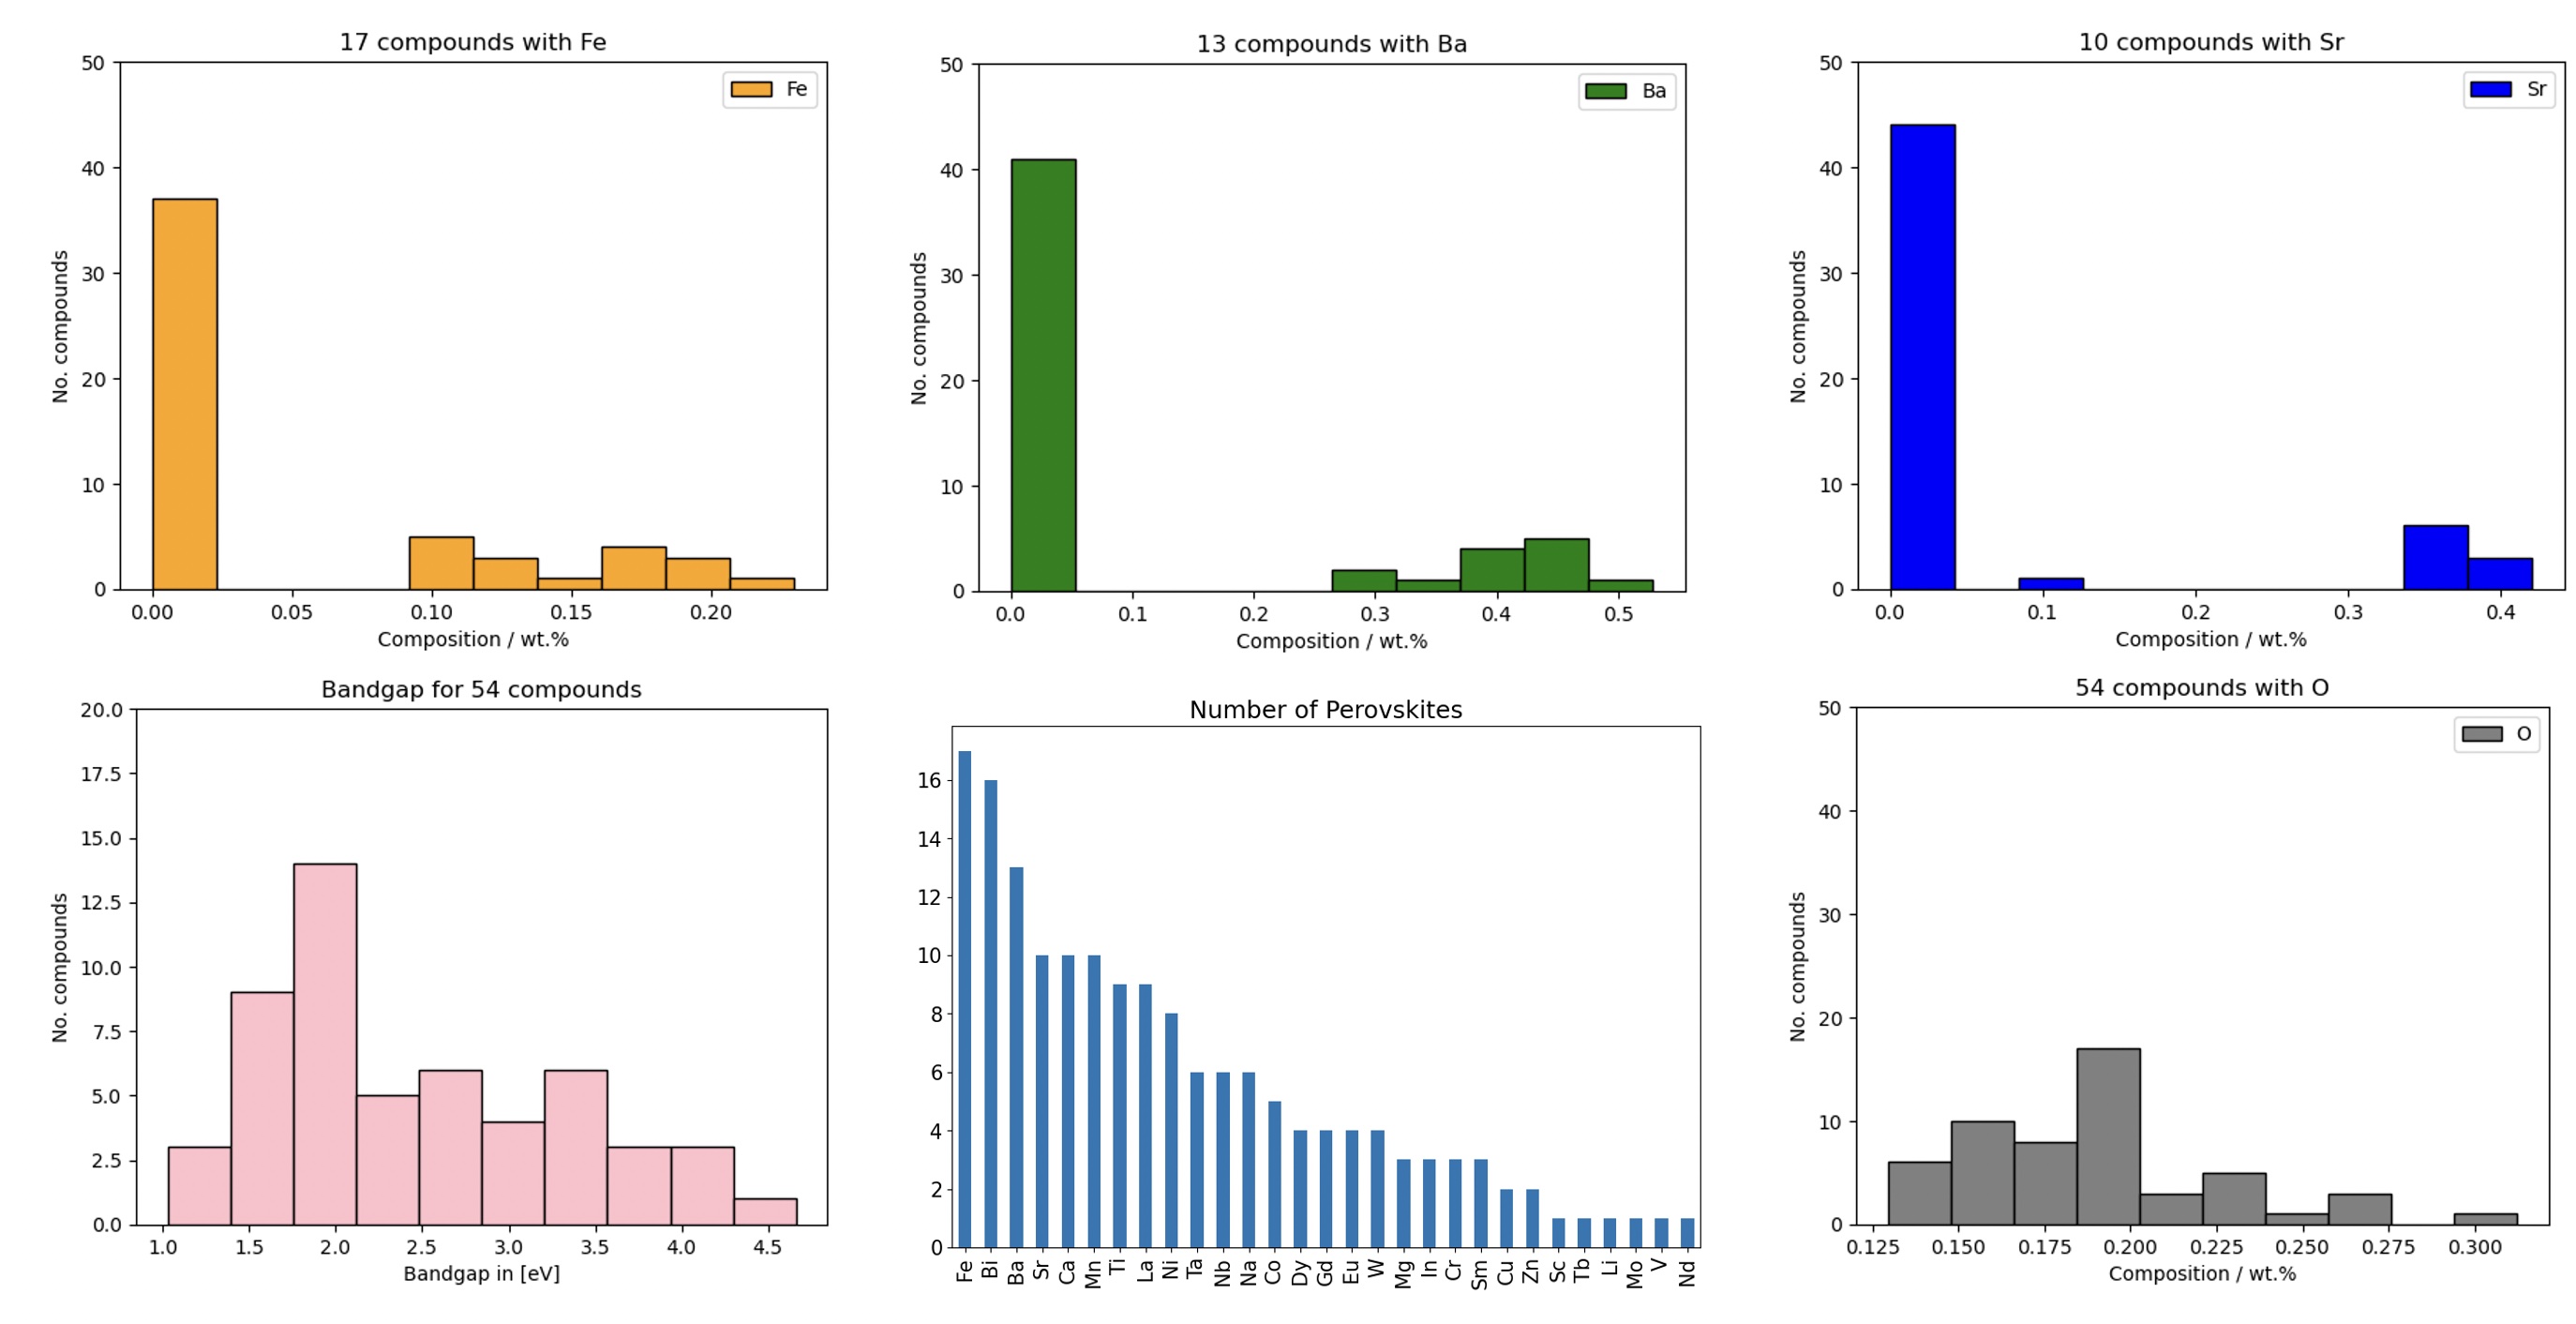 17 compounds with Fe
50
40
30
20
10
0
No. compounds
Fe
0.00 0.05 0.10 0.15 0.20
Composition / wt.%
13 compounds with Ba
50
40
30
20
10
0
No. compounds
Ba
0.0 0.1 0.2 0.3 0.4 0.5
Composition / wt.%
10 compounds with Sr
50
40
30
20
10
0
No. compounds
Sr
0.0 0.1 0.2 0.3 0.4
Composition / wt.%
Bandgap for 54 compounds
20.0
17.5
15.0
12.5
10.0
7.5
5.0
2.5
0.0
No. compounds
1.0 1.5 2.0 2.5 3.0 3.5 4.0 4.5
Bandgap in [eV]
Number of Perovskites
16
14
12
10
8
6
4
2
0
Fe Bi Ba Sr Ca Mn Ti La Ni Ta Nb Na Co Dy Gd Eu W Mg In Cr Sm Cu Zn Sc Tb Li Mo V Nd
54 compounds with O
50
40
30
20
10
0
No. compounds
O
0.125 0.150 0.175 0.200 0.225 0.250 0.275 0.300
Composition / wt.%